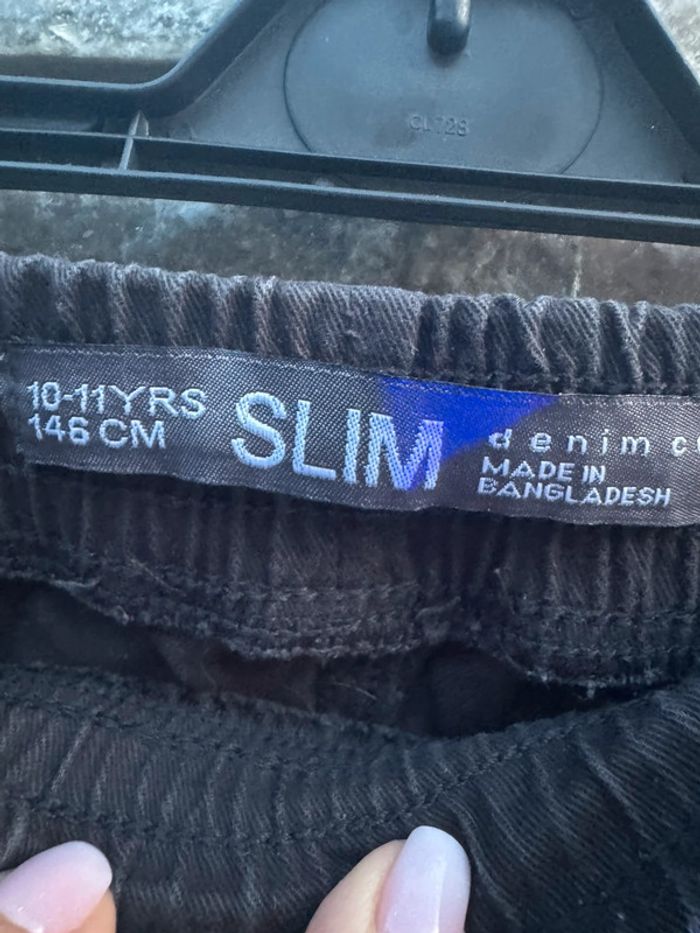 10-11YRS
146 CM
SLIM
denim
MADE IN
BANGLADESH